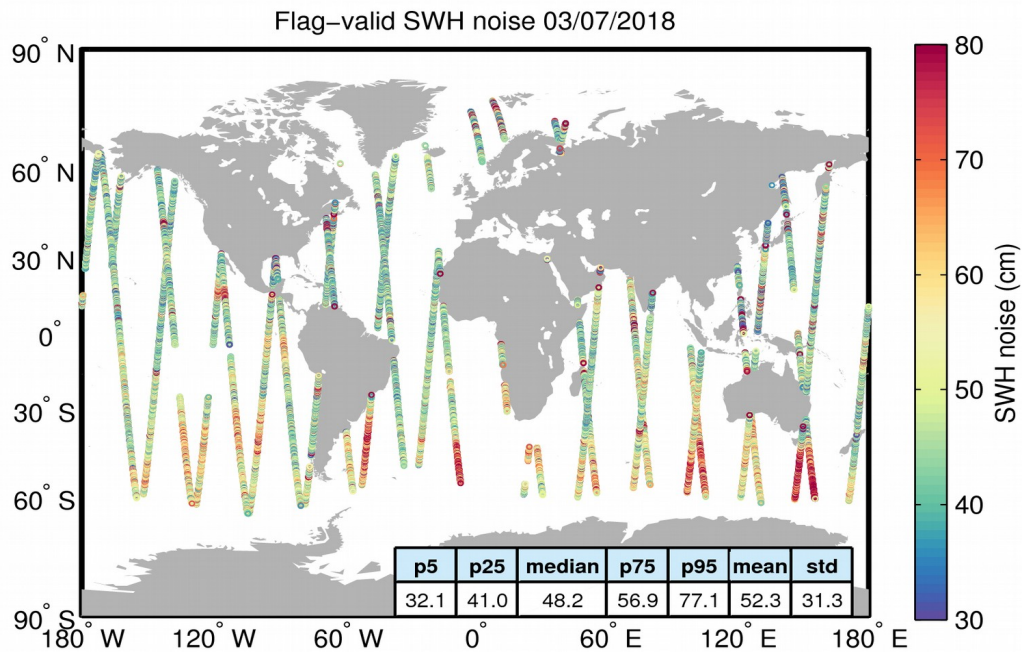 Flag–valid SWH noise 03/07/2018
90° N
60° N
30° N
0°
30° S
60° S
90° S
180° W
120° W
60° W
0°
60° E
120° E
180° E
80
70
60
50
40
30
SWH noise (cm)
p5 p25 median p75 p95 mean std
32.1 41.0 48.2 56.9 77.1 52.3 31.3